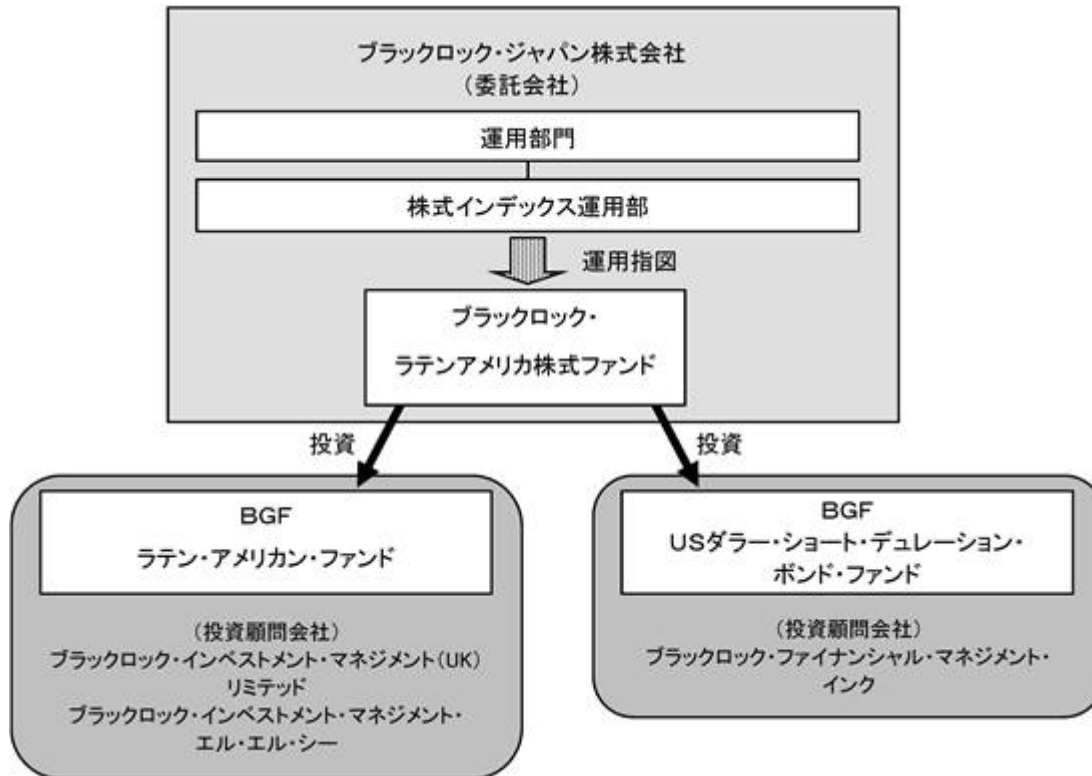 ブラックロック・ジャパン株式会社
（委託会社）
運用部門
株式インデックス運用部
運用指図
ブラックロック・
ラテンアメリカ株式ファンド
投資
投資
BGF
ラテン・アメリカン・ファンド
（投資顧問会社）
ブラックロック・インベストメント・マネジメント（UK）
リミテッド
ブラックロック・インベストメント・マネジメント・
エル・エル・シー
BGF
USダラー・ショート・デュレーション・
ボンド・ファンド
（投資顧問会社）
ブラックロック・ファイナンシャル・マネジメント・
インク